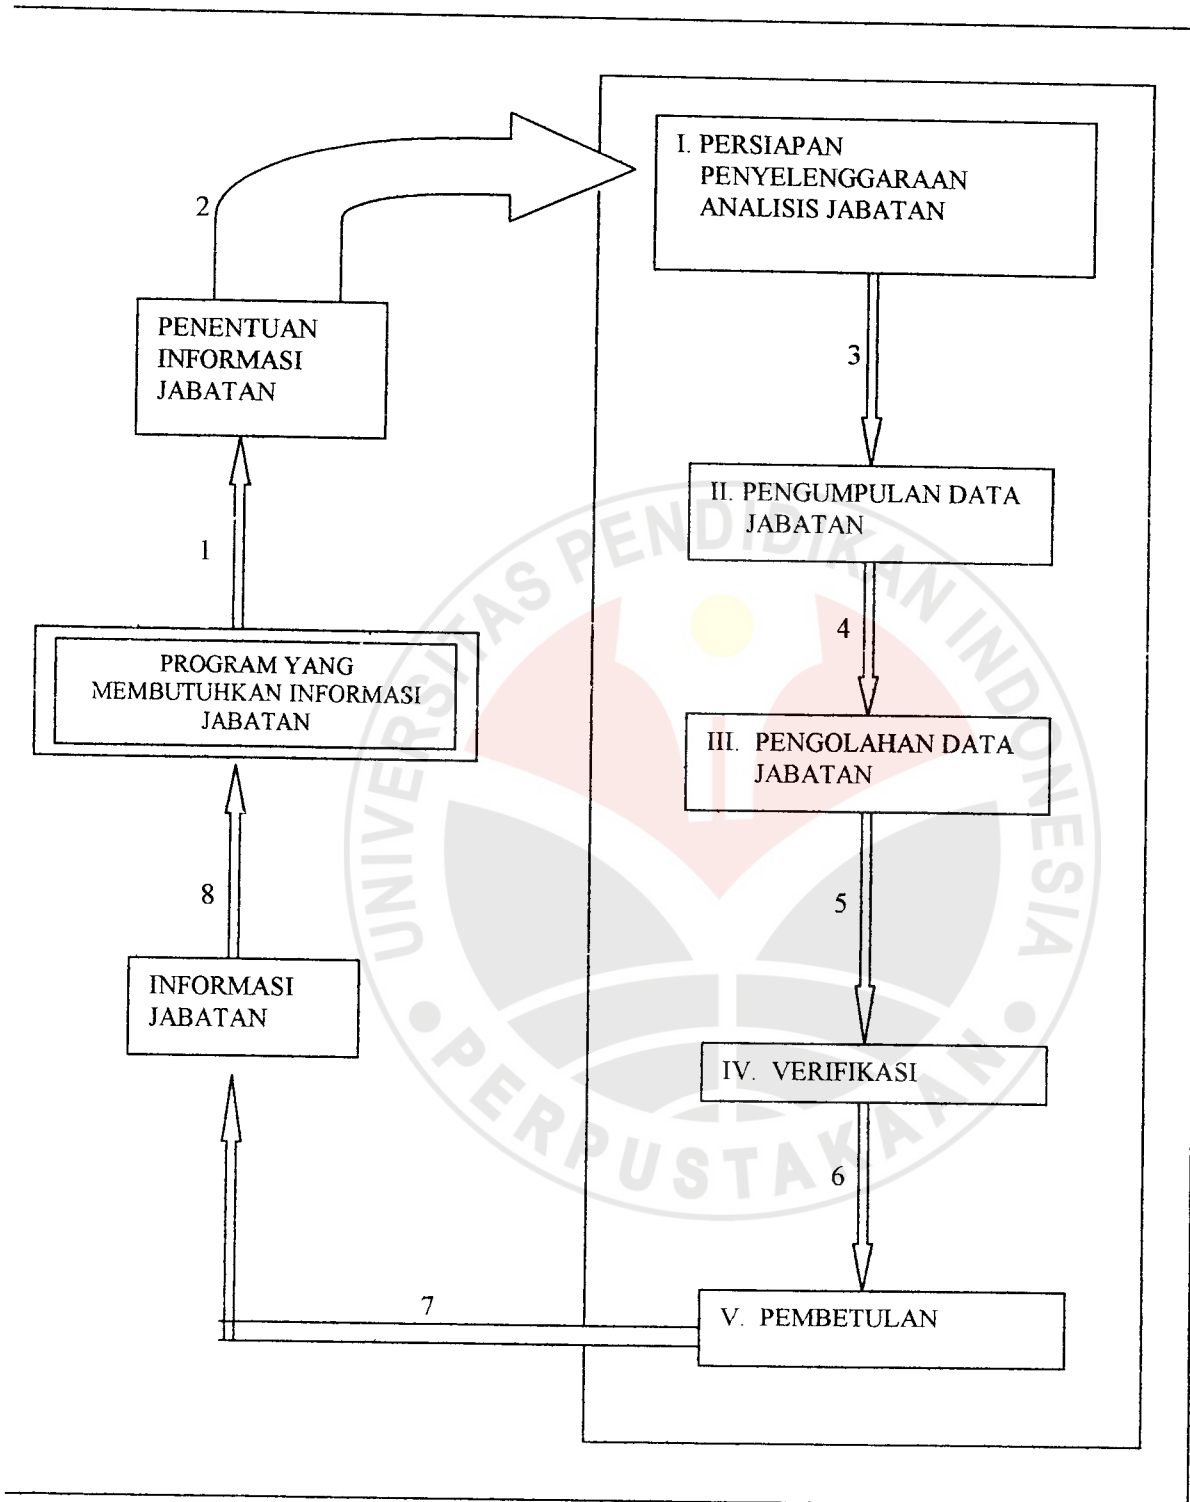 I. PERSIAPAN
PENYELENGGARAAN
ANALISIS JABATAN
2
PENENTUAN
INFORMASI
JABATAN
3
II. PENGUMPULAN DATA
JABATAN
1
4
PROGRAM YANG
MEMBUTUHKAN INFORMASI
JABATAN
III. PENGOLAHAN DATA
JABATAN
8
5
INFORMASI
JABATAN
IV. VERIFIKASI
6
7
V. PEMBETULAN
UNIVERSITAS PENDIDIKAN INDONESIA
PERPUSTAKAAN